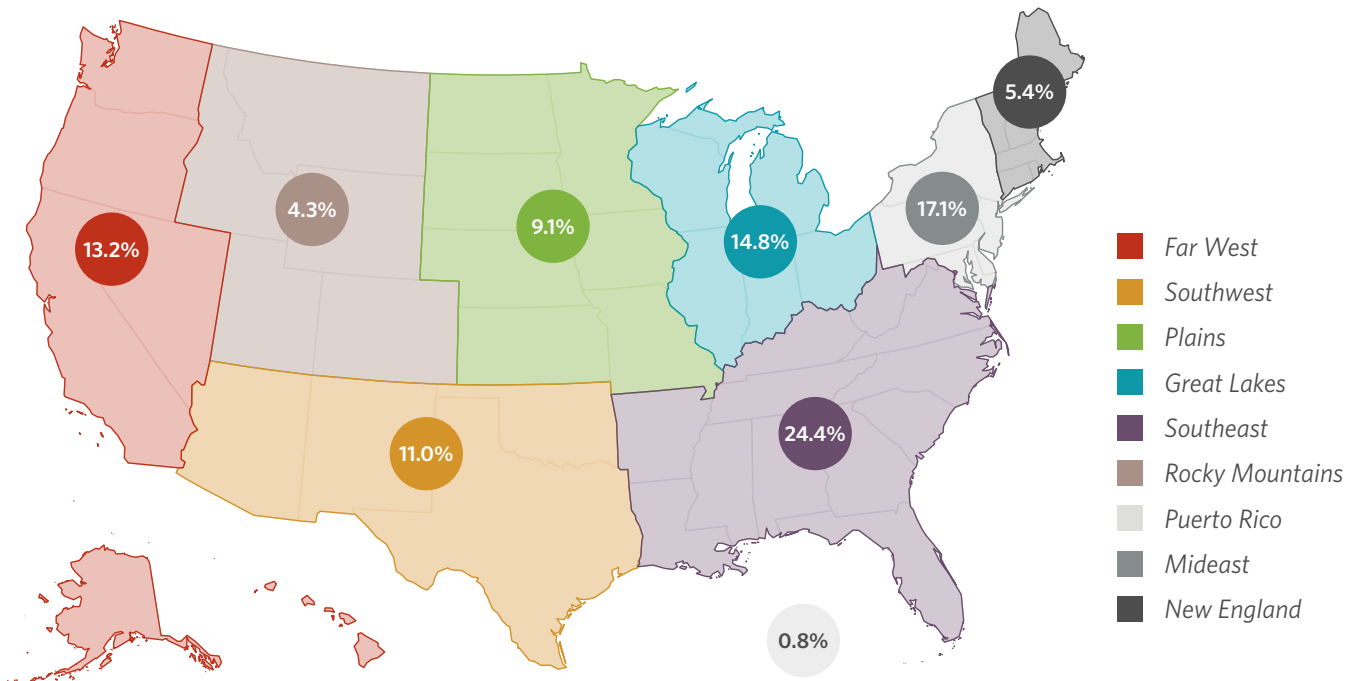 5.4%
4.3%
17.1%
9.1%
13.2%
14.8%
24.4%
11.0%
0.8%
Far West
Southwest
Plains
Great Lakes
Southeast
Rocky Mountains
Puerto Rico
Mideast
New England